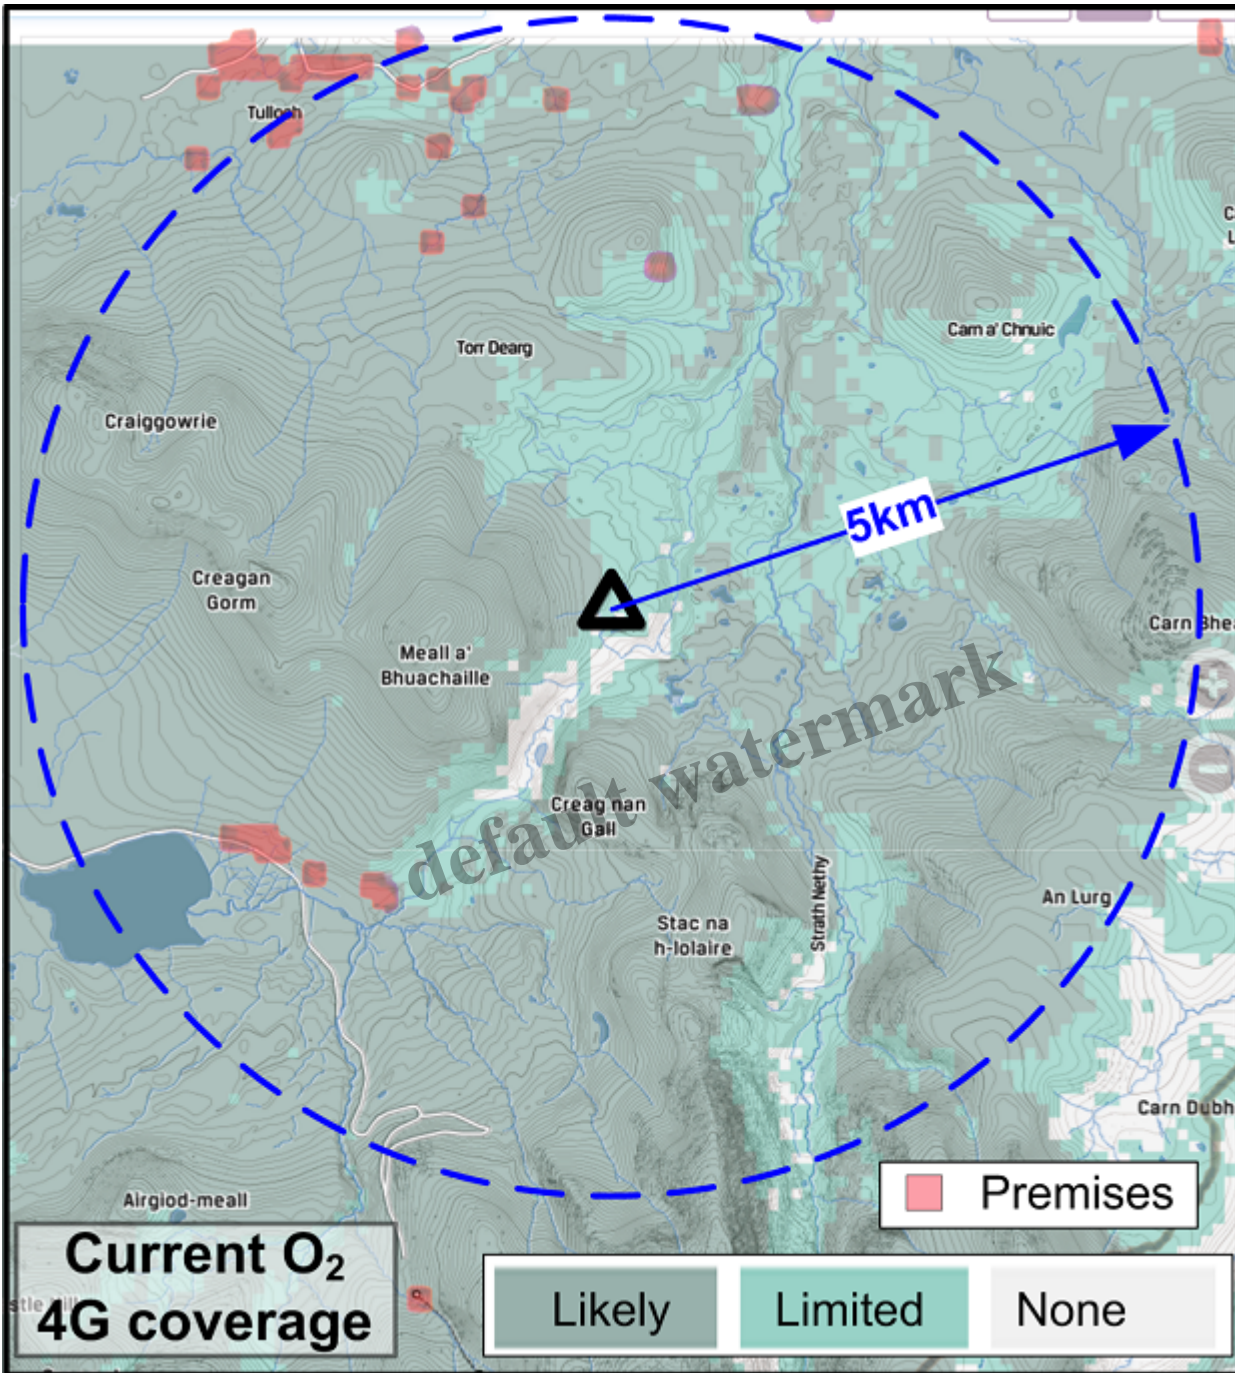 Tulloch
C
L
Torr Dearg
Carn a' Chnuic
Craiggowrie
5km
Creagan
Gorm
Carn Bhea
Meall a'
Bhuachaille
default watermark
Creag nan
Gall
Strath Nethy
An Lurg
Stac na
h-Iolaire
Carn Dubh
Premises
Airgiod-meall
Current O₂
4G coverage
Likely
Limited
None